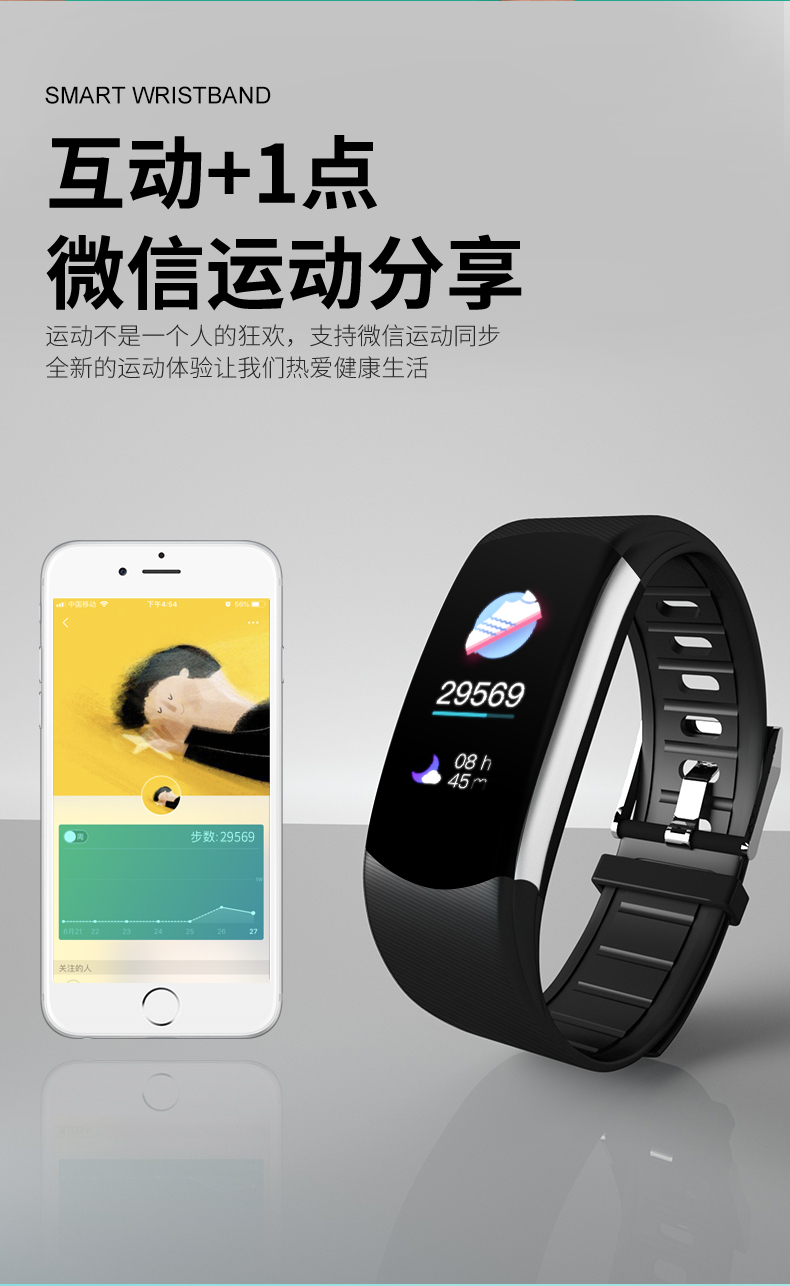 SMART WRISTBAND
互动+1点
微信运动分享
运动不是一个人的狂欢，支持微信运动同步
全新的运动体验让我们热爱健康生活
中国移动 下午4:54 56%
周 步数:29569
1W
8月21 22 23 24 25 26 27
关注的人
29569
08 h
45 m